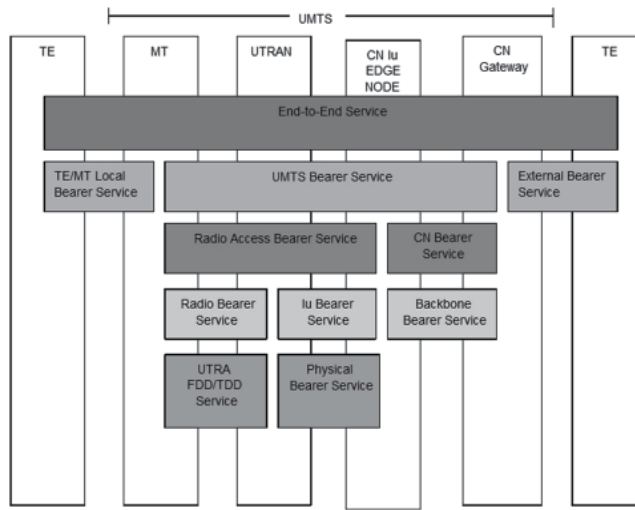 UMTS
TE
MT
UTRAN
CN Iu
EDGE
NODE
CN
Gateway
TE
End-to-End Service
TE/MT Local
Bearer Service
UMTS Bearer Service
External Bearer
Service
Radio Access Bearer Service
CN Bearer
Service
Radio Bearer
Service
Iu Bearer
Service
Backbone
Bearer Service
UTRA
FDD/TDD
Service
Physical
Bearer Service